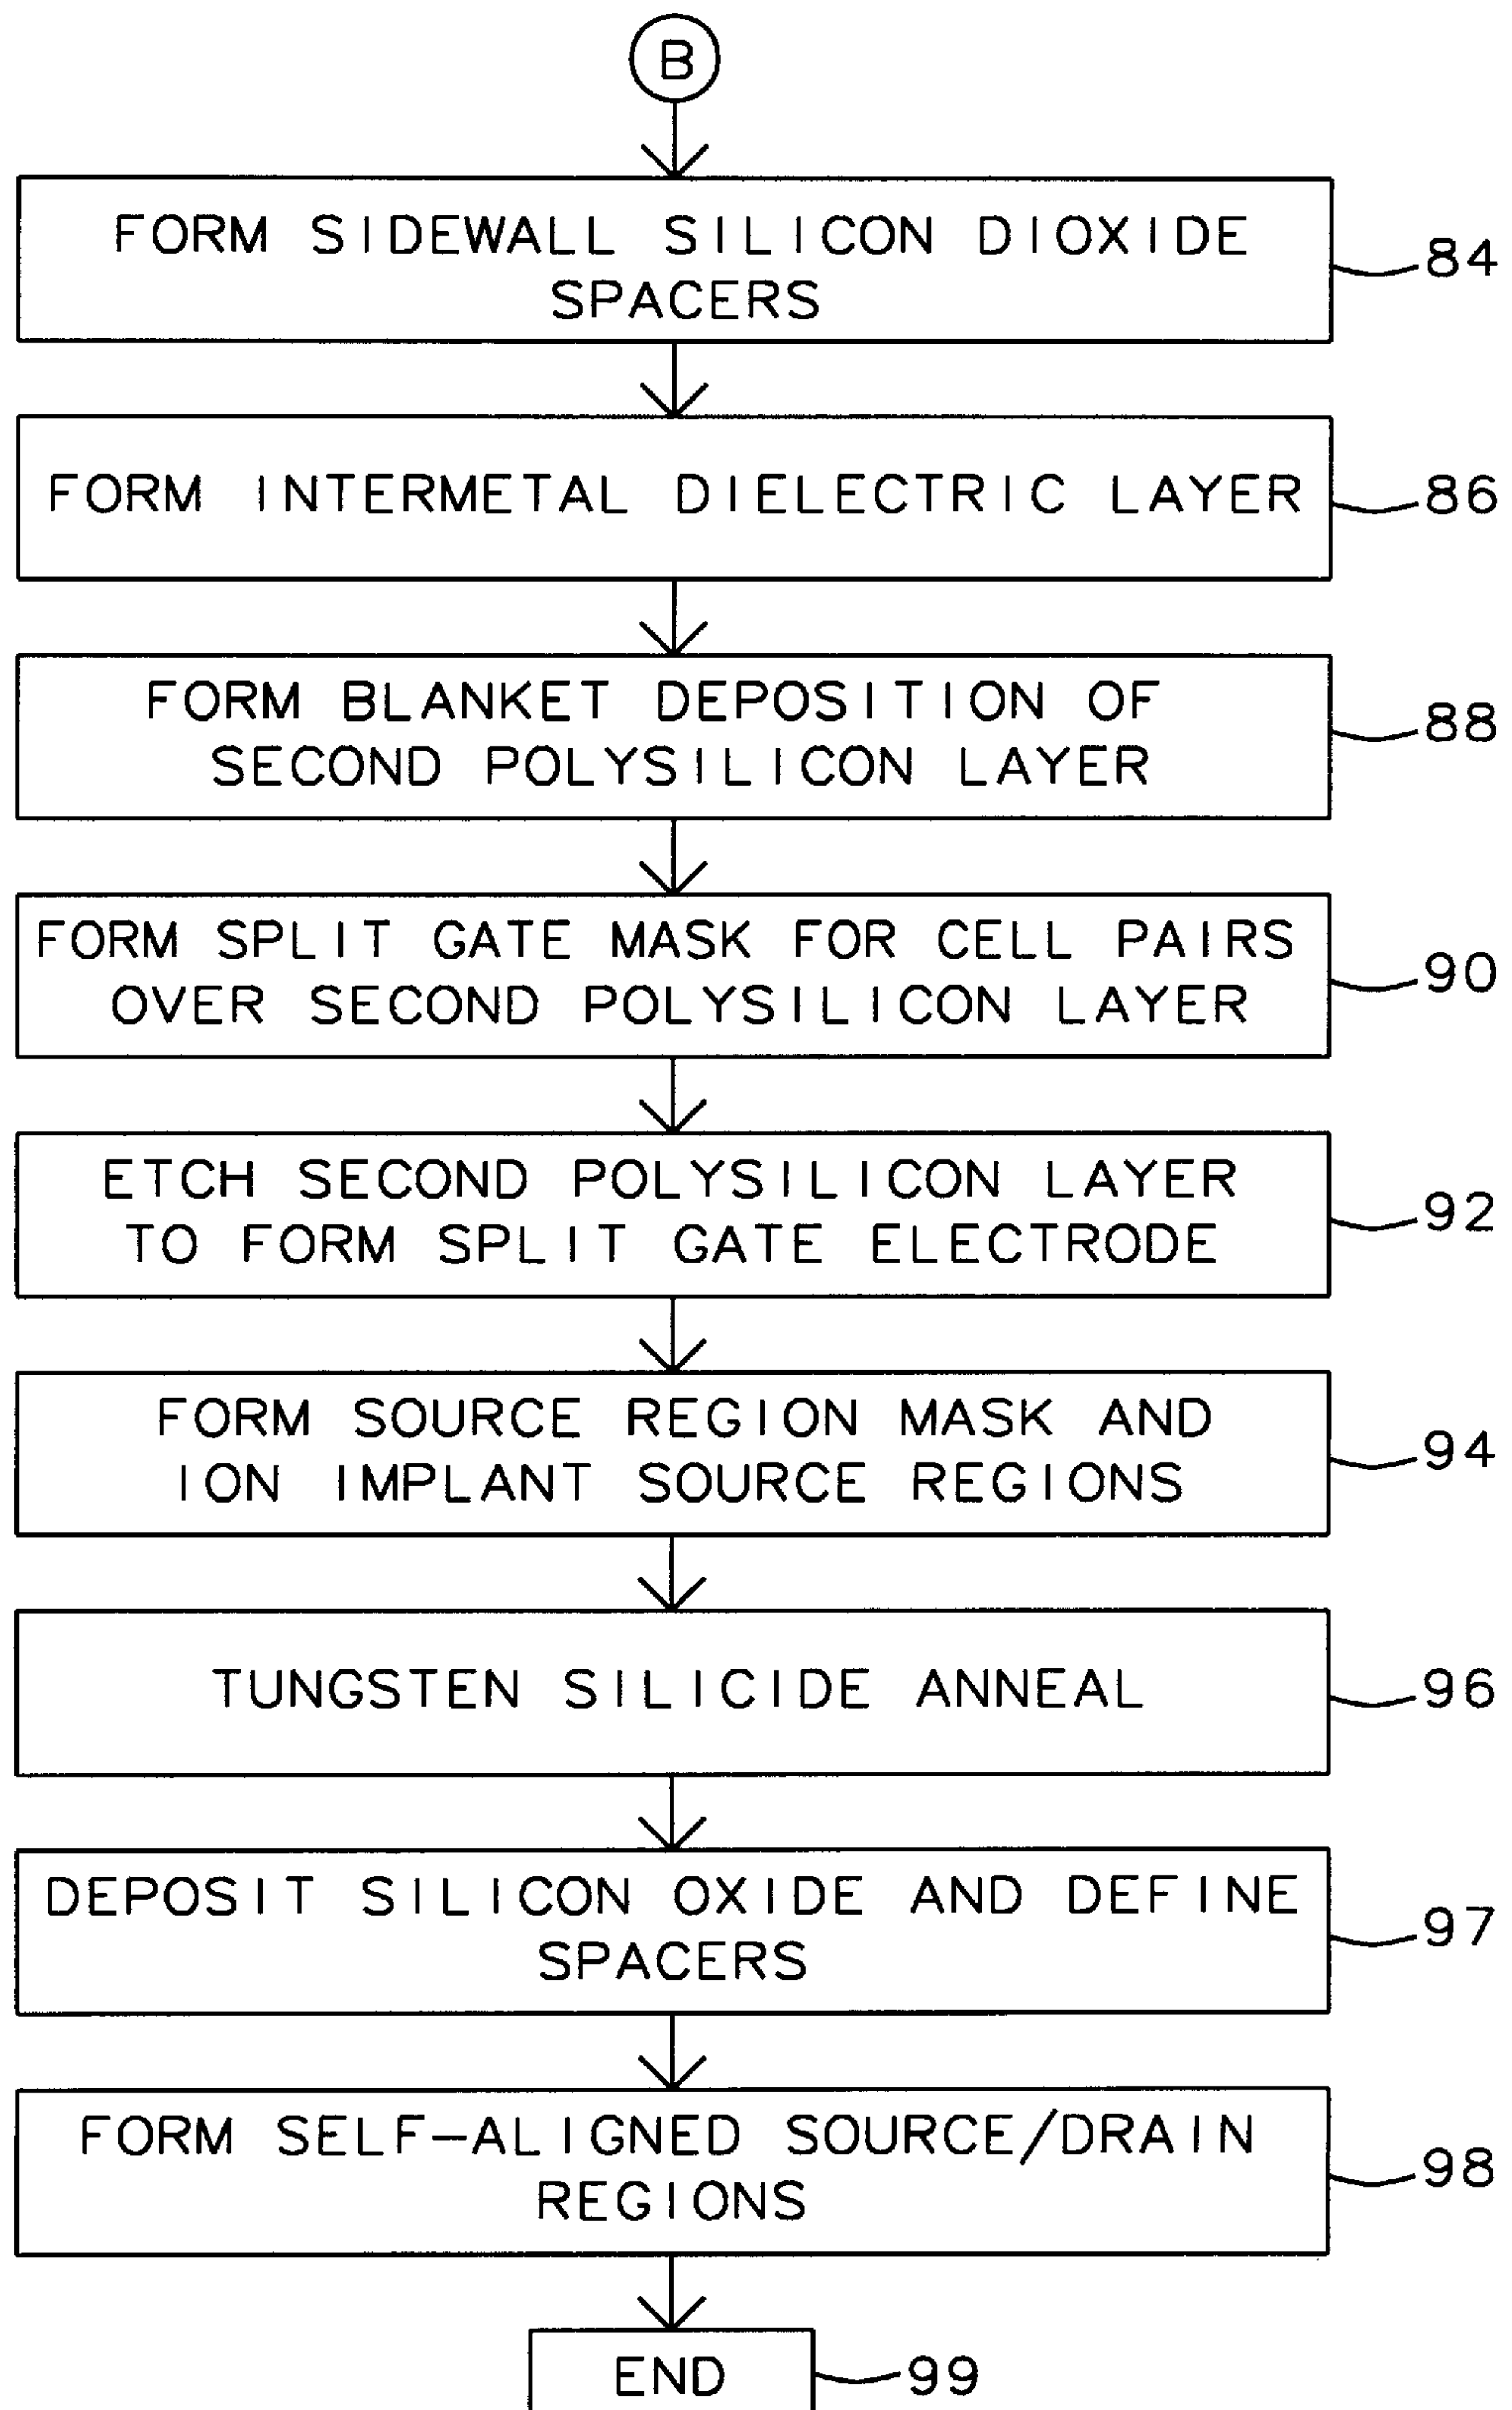 B
FORM SIDEWALL SILICON DIOXIDE
SPACERS
84
FORM INTERMETAL DIELECTRIC LAYER
86
FORM BLANKET DEPOSITION OF
SECOND POLYSILICON LAYER
88
FORM SPLIT GATE MASK FOR CELL PAIRS
OVER SECOND POLYSILICON LAYER
90
ETCH SECOND POLYSILICON LAYER
TO FORM SPLIT GATE ELECTRODE
92
FORM SOURCE REGION MASK AND
ION IMPLANT SOURCE REGIONS
94
TUNGSTEN SILICIDE ANNEAL
96
DEPOSIT SILICON OXIDE AND DEFINE
SPACERS
97
FORM SELF-ALIGNED SOURCE/DRAIN
REGIONS
98
END
99